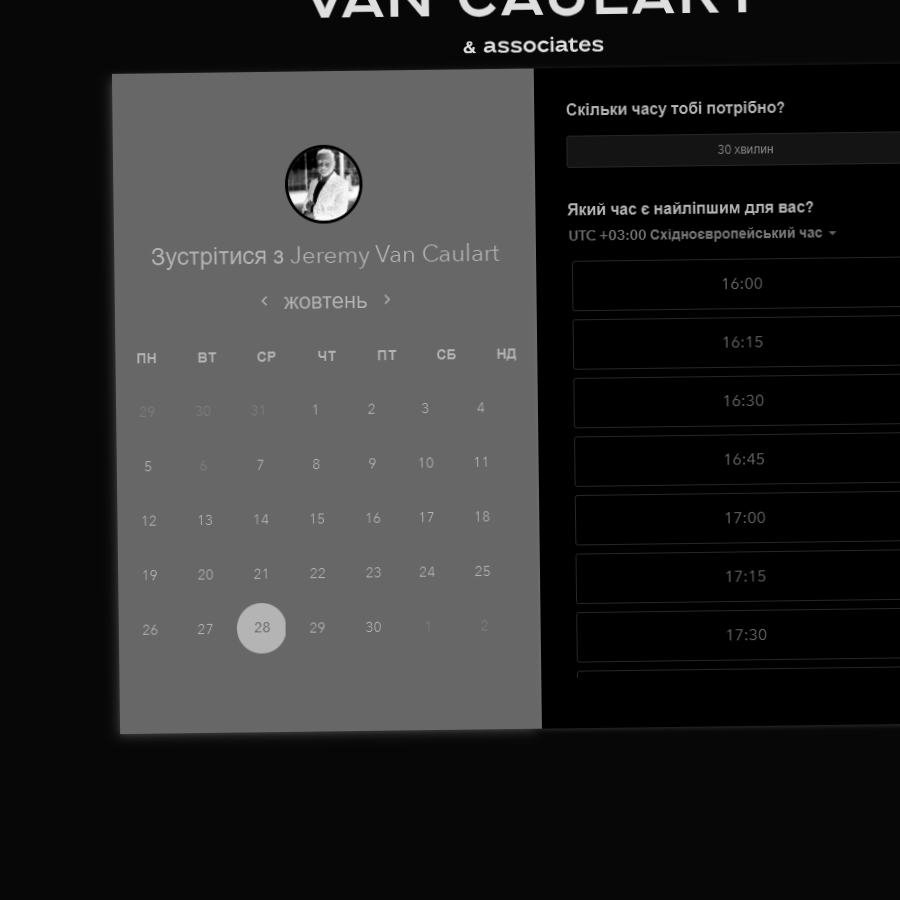 VAN CAULART
& associates
Зустрітися з Jeremy Van Caulart
жовтень
ПН ВТ СР ЧТ ПТ СБ НД
29 30 31 1 2 3 4
5 6 7 8 9 10 11
12 13 14 15 16 17 18
19 20 21 22 23 24 25
26 27 28 29 30 1 2
Скільки часу тобі потрібно?
30 хвилин
Який час є найліпшим для вас?
UTC +03:00 Східноєвропейський час
16:00
16:15
16:30
16:45
17:00
17:15
17:30